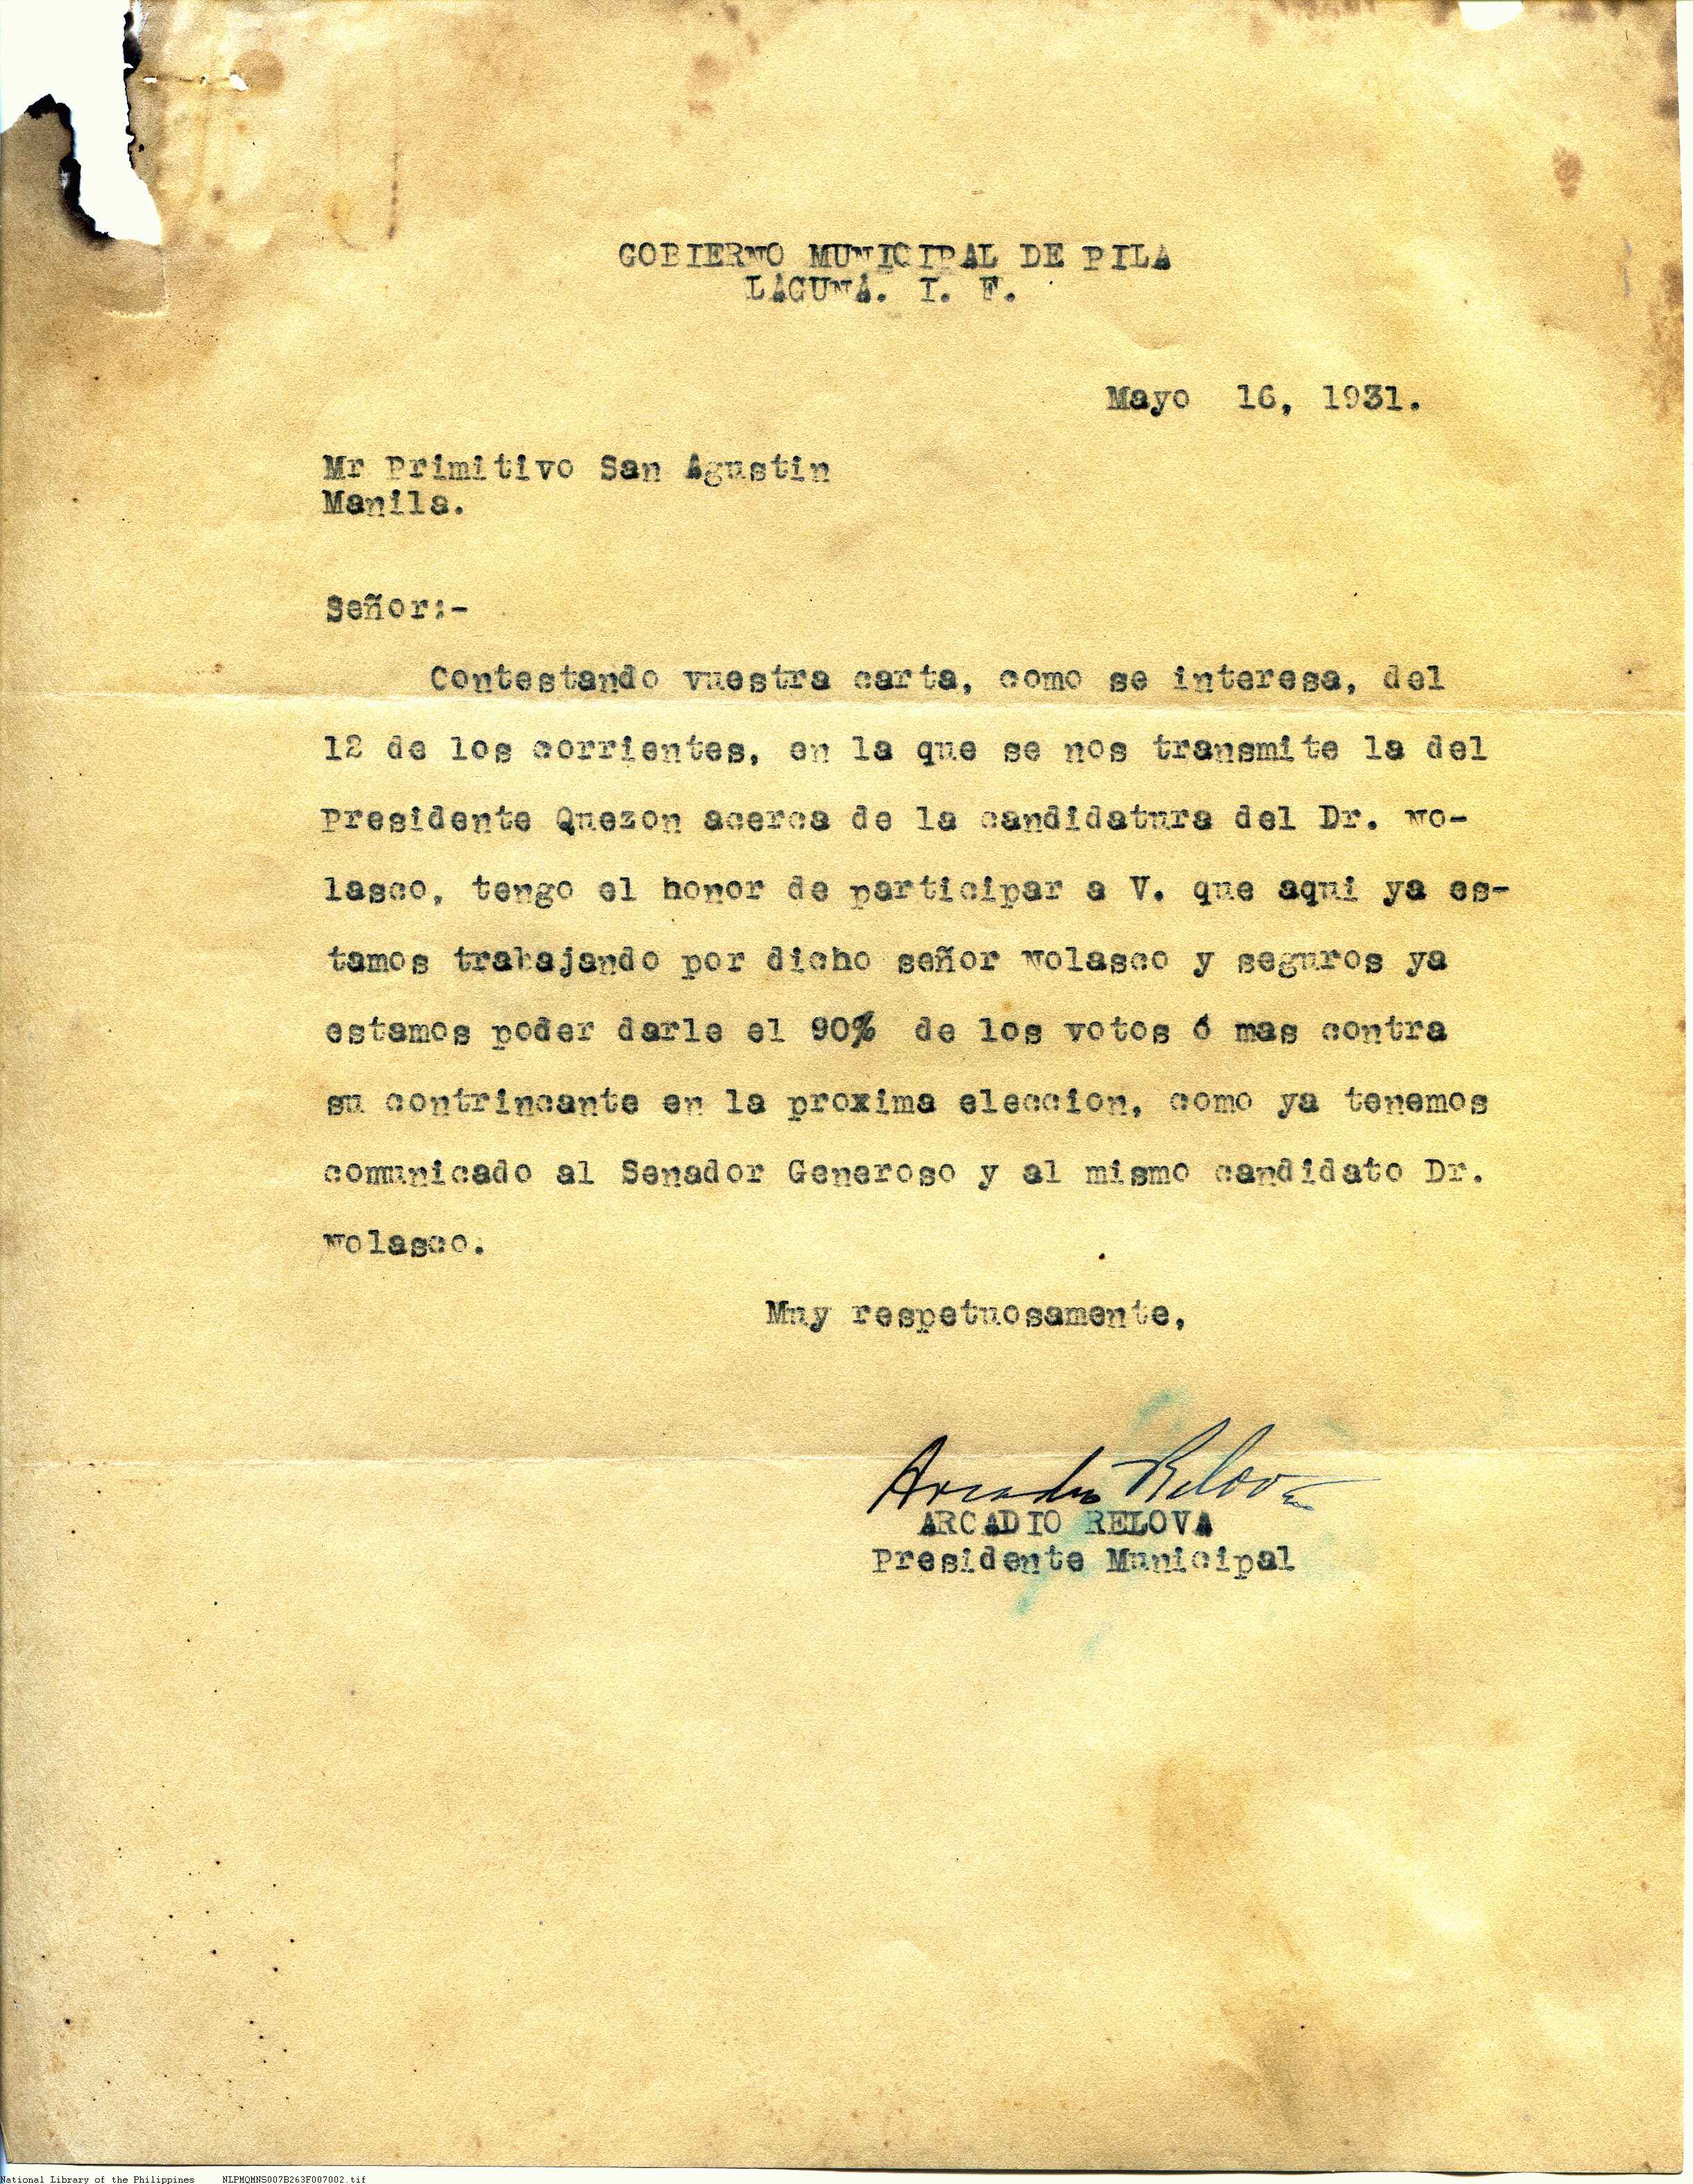 GOBIERNO MUNICIPAL DE PILA
LAGUNA. I. F.
Mayo 16, 1931.
Mr Primitivo San Agustin
Manila.
Señor:-
Contestando vuestra carta, como se interesa, del
12 de los corrientes, en la que se nos transmite la del
Presidente Quezon acerca de la candidatura del Dr. No-
lasco, tengo el honor de participar a V. que aqui ya es-
tamos trabajando por dicho señor Nolasco y seguros ya
estamos poder darle el 90% de los votos ó mas contra
su contrincante en la proxima eleccion, como ya tenemos
comunicado al Senador Generoso y al mismo candidato Dr.
Nolasco.
Muy respetuosamente,
Arcadio Relova
ARCADIO RELOVA
Presidente Municipal
National Library of the Philippines NLPMQMNS007B263F007002.tif